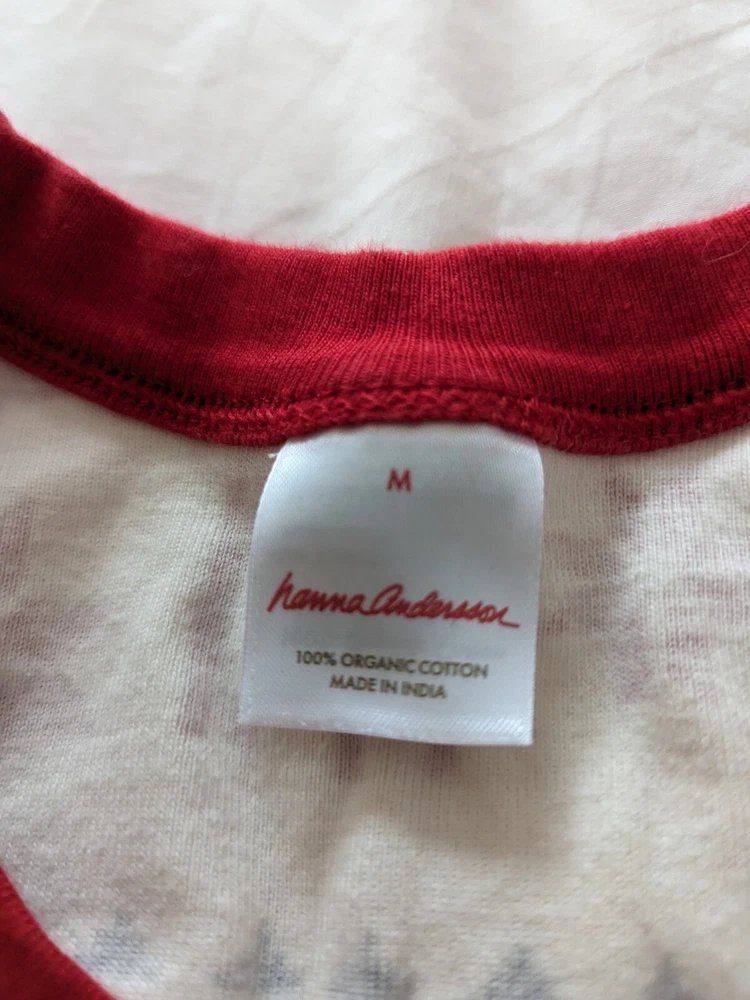 M
hanna Andersson
100% ORGANIC COTTON
MADE IN INDIA